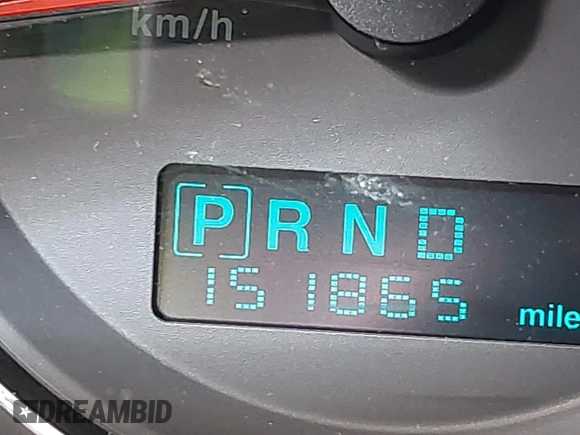 km/h
P R N D
151865
mile
DREAMBID